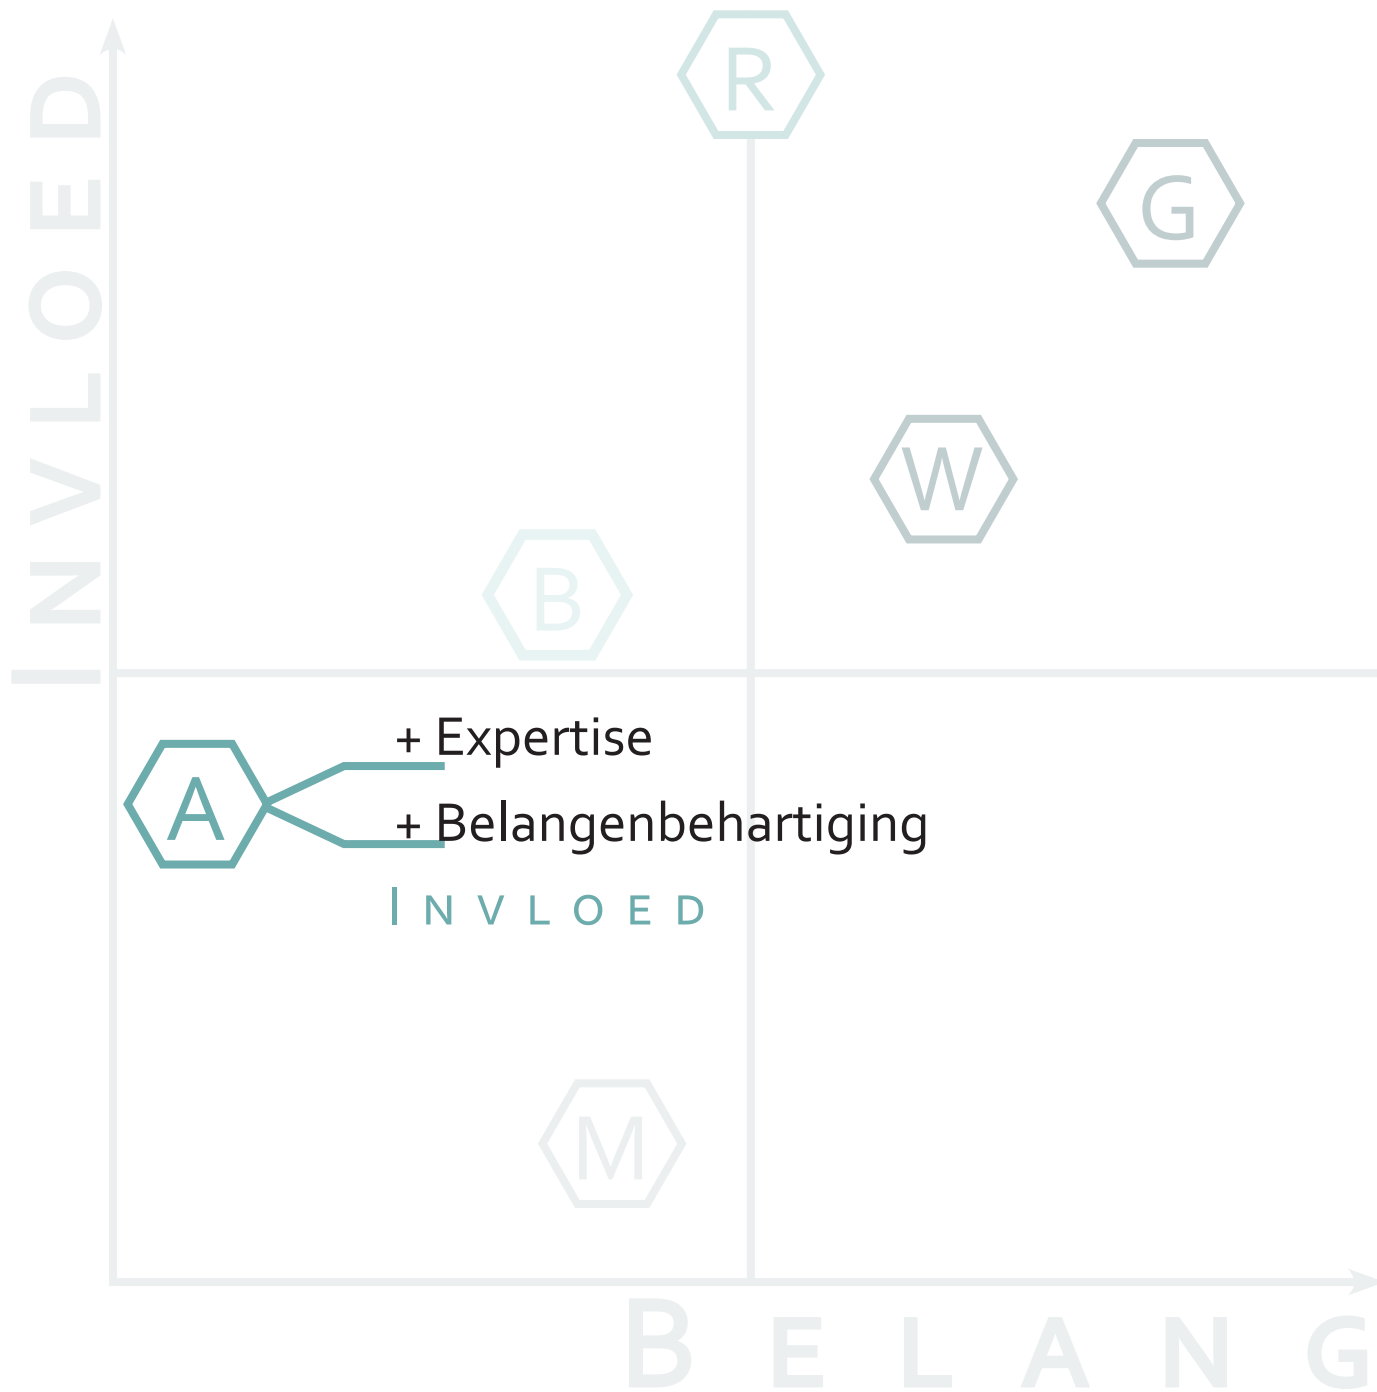 INVLOED
R
G
W
B
A
+ Expertise
+ Belangenbehartiging
INVLOED
M
BELANG